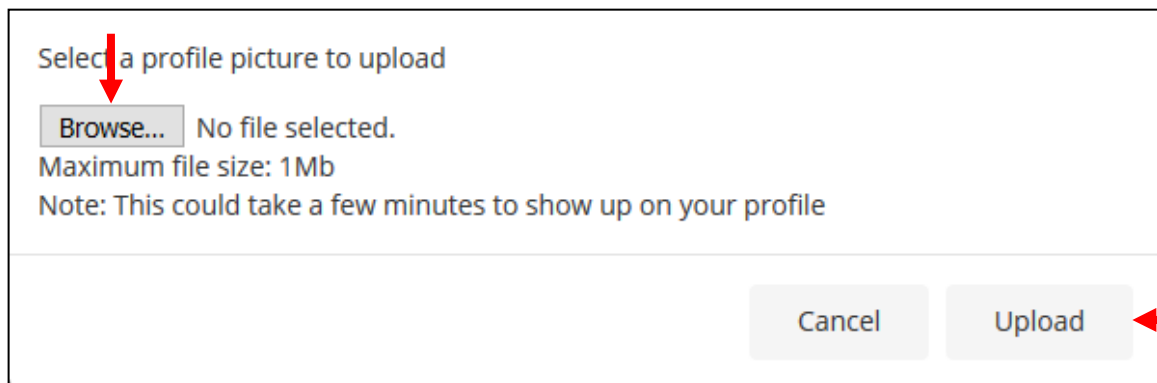 Select a profile picture to upload
Browse... No file selected.
Maximum file size: 1Mb
Note: This could take a few minutes to show up on your profile
Cancel Upload